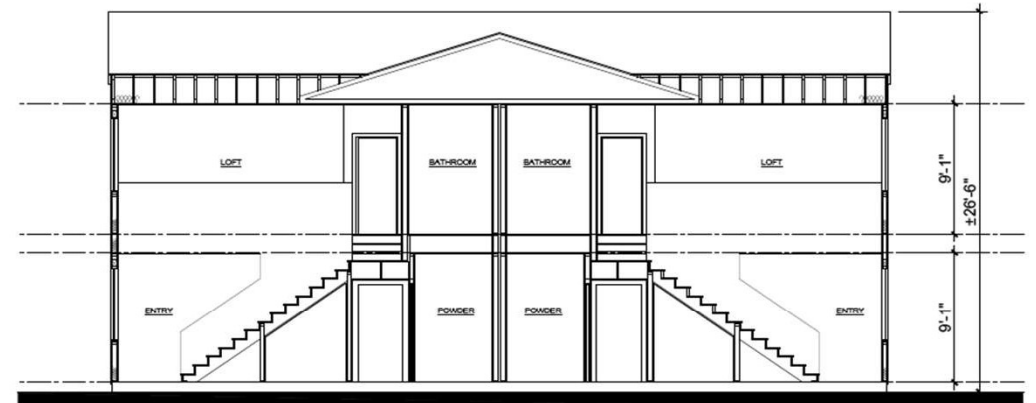 LOFT
BATHROOM
BATHROOM
LOFT
9'-1"
±26'-6"
ENTRY
POWDER
POWDER
ENTRY
9'-1"